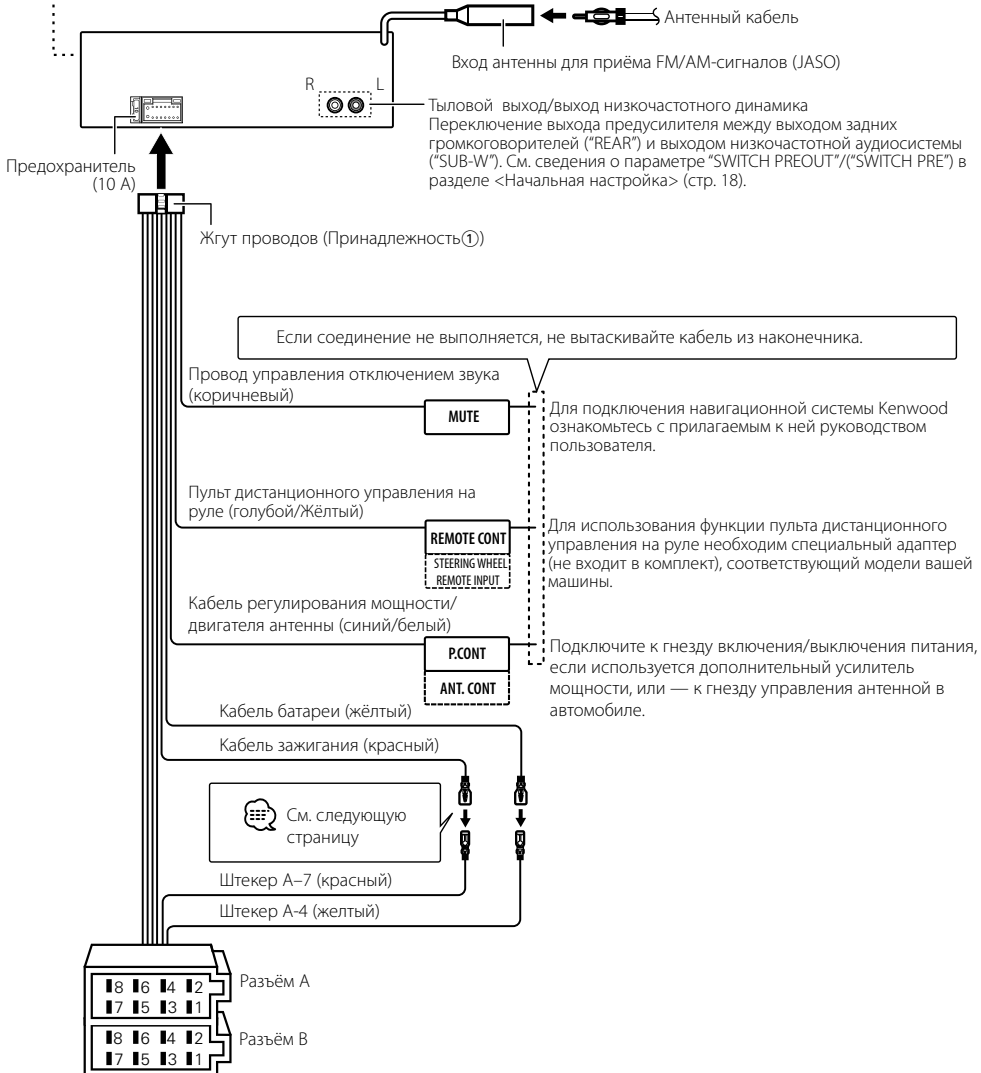 Антенный кабель
Вход антенны для приёма FM/AM-сигналов (JASO)
R
L
Тыловой выход/выход низкочастотного динамика
Переключение выхода предусилителя между выходом задних
громкоговорителей (“REAR”) и выходом низкочастотной аудиосистемы
(“SUB-W”). См. сведения о параметре “SWITCH PREOUT”/(“SWITCH PRE”) в
разделе <Начальная настройка> (стр. 18).
Предохранитель
(10 A)
Жгут проводов (Принадлежность①)
Если соединение не выполняется, не вытаскивайте кабель из наконечника.
Провод управления отключением звука
(коричневый)
MUTE
Для подключения навигационной системы Kenwood
ознакомьтесь с прилагаемым к ней руководством
пользователя.
Пульт дистанционного управления на
руле (голубой/Жёлтый)
REMOTE CONT
STEERING WHEEL
REMOTE INPUT
Для использования функции пульта дистанционного
управления на руле необходим специальный адаптер
(не входит в комплект), соответствующий модели вашей
машины.
Кабель регулирования мощности/
двигателя антенны (синий/белый)
P.CONT
ANT. CONT
Подключите к гнезду включения/выключения питания,
если используется дополнительный усилитель
мощности, или — к гнезду управления антенной в
автомобиле.
Кабель батареи (жёлтый)
Кабель зажигания (красный)
См. следующую
страницу
Штекер A–7 (красный)
Штекер A-4 (желтый)
Разъём A
8 6 4 2
7 5 3 1
Разъём B
8 6 4 2
7 5 3 1